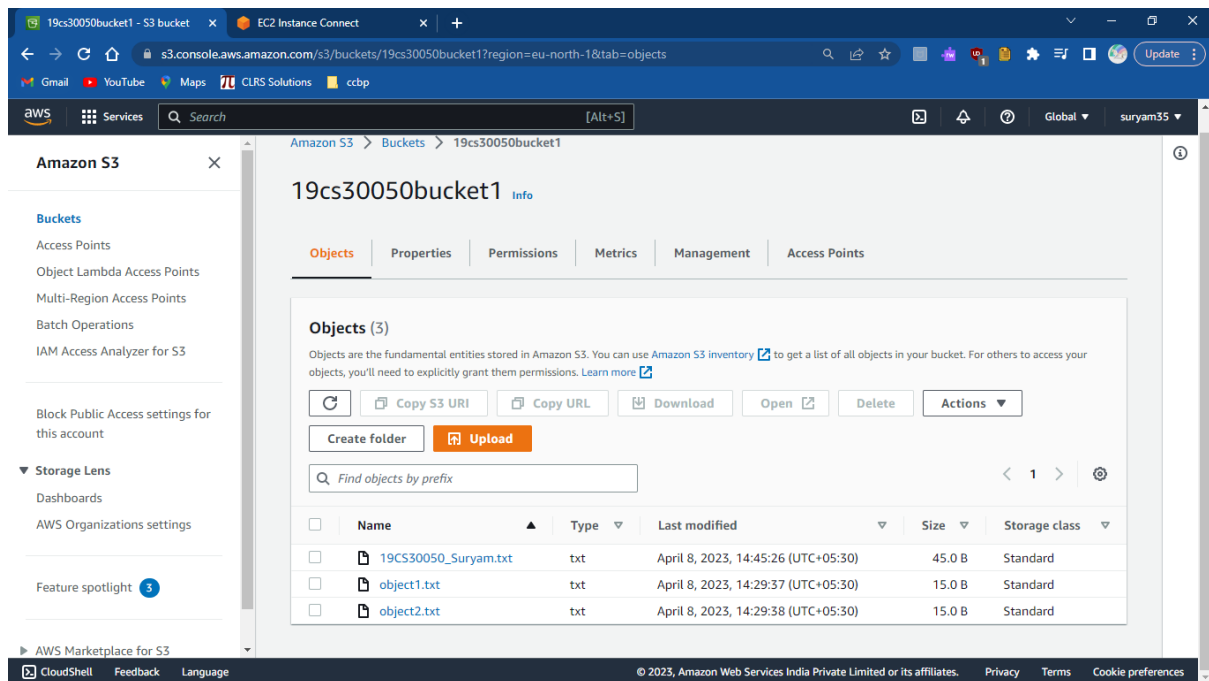 19cs30050bucket1 - S3 bucket
EC2 Instance Connect
s3.console.aws.amazon.com/s3/buckets/19cs30050bucket1?region=eu-north-1&tab=objects
Update
Gmail YouTube Maps CLRS Solutions ccbp
aws Services Search [Alt+S] Global suryam35
Amazon S3
Buckets
Access Points
Object Lambda Access Points
Multi-Region Access Points
Batch Operations
IAM Access Analyzer for S3
Block Public Access settings for
this account
Storage Lens
Dashboards
AWS Organizations settings
Feature spotlight 3
AWS Marketplace for S3
Amazon S3 > Buckets > 19cs30050bucket1
19cs30050bucket1 Info
Objects Properties Permissions Metrics Management Access Points
Objects (3)
Objects are the fundamental entities stored in Amazon S3. You can use Amazon S3 inventory to get a list of all objects in your bucket. For others to access your
objects, you'll need to explicitly grant them permissions. Learn more
Copy S3 URI Copy URL Download Open Delete Actions
Create folder Upload
Find objects by prefix
1
Name Type Last modified Size Storage class
19CS30050_Suryam.txt txt April 8, 2023, 14:45:26 (UTC+05:30) 45.0 B Standard
object1.txt txt April 8, 2023, 14:29:37 (UTC+05:30) 15.0 B Standard
object2.txt txt April 8, 2023, 14:29:38 (UTC+05:30) 15.0 B Standard
CloudShell Feedback Language © 2023, Amazon Web Services India Private Limited or its affiliates. Privacy Terms Cookie preferences